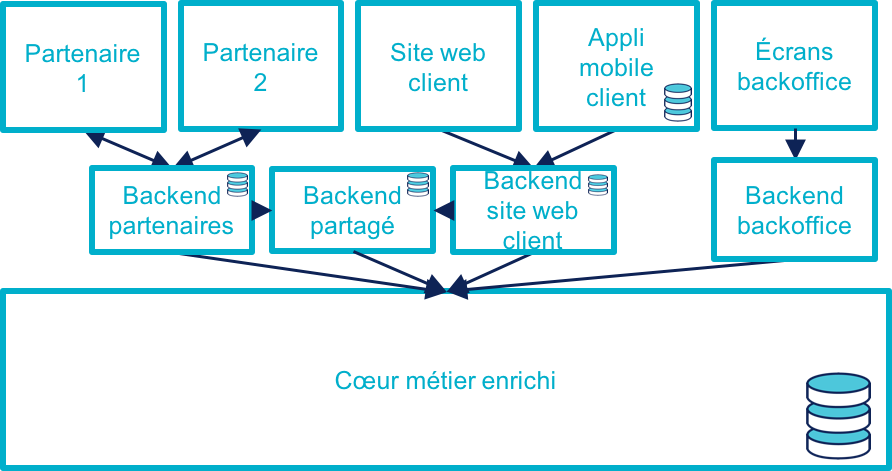 Partenaire
1
Partenaire
2
Site web
client
Appli
mobile
client
Écrans
backoffice
Backend
partenaires
Backend
partagé
Backend
site web
client
Backend
backoffice
Cœur métier enrichi